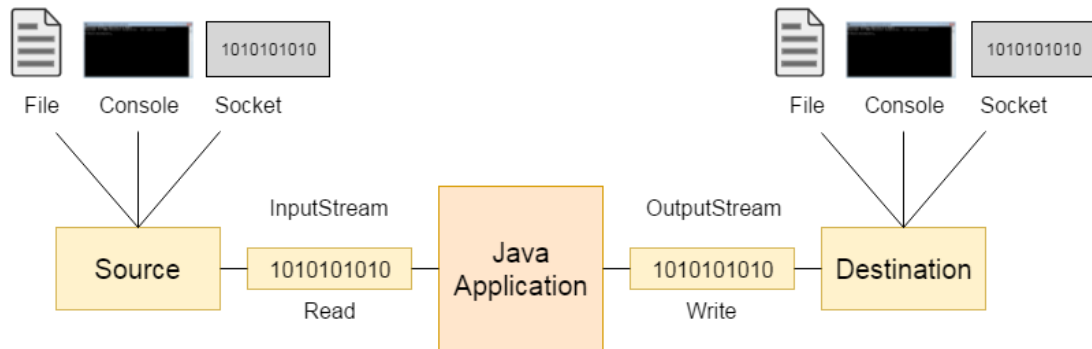 1010101010
1010101010
File Console Socket
File Console Socket
InputStream
OutputStream
Source
1010101010
Java
Application
1010101010
Destination
Read
Write